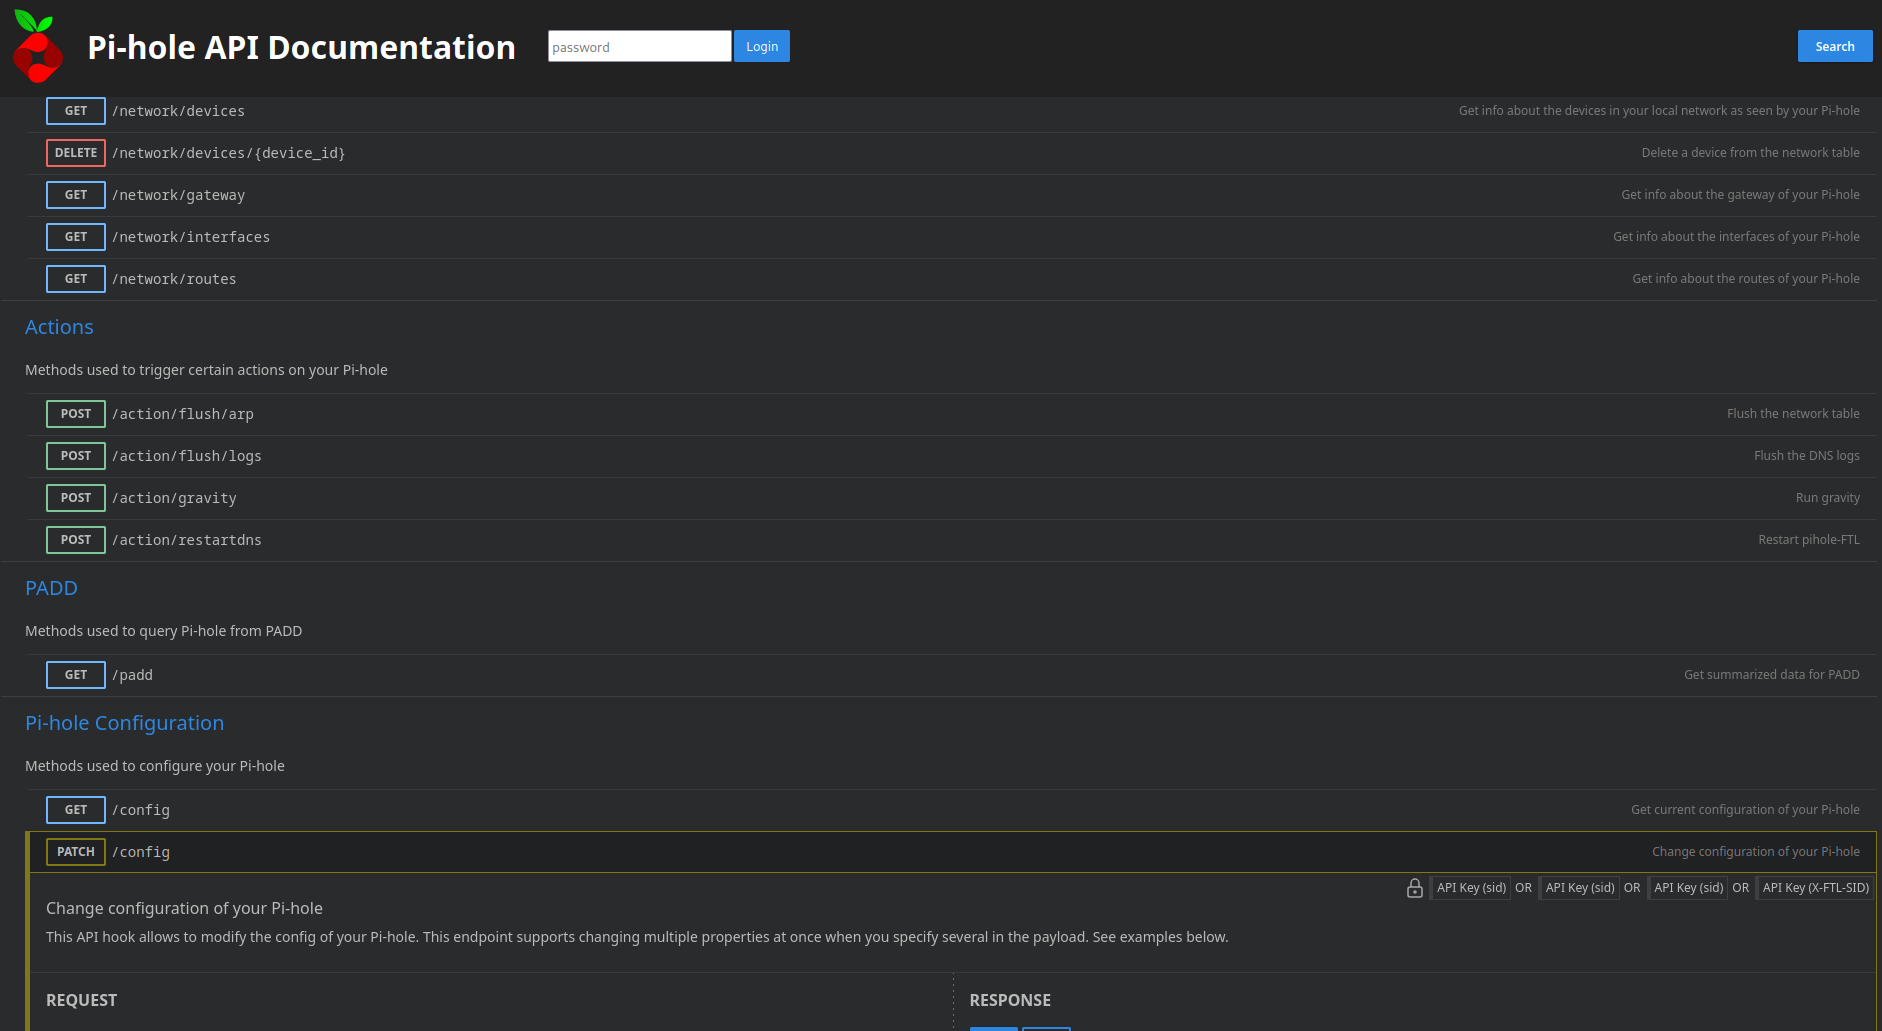 Pi-hole API Documentation password Login Search
GET /network/devices Get info about the devices in your local network as seen by your Pi-hole
DELETE /network/devices/{device_id} Delete a device from the network table
GET /network/gateway Get info about the gateway of your Pi-hole
GET /network/interfaces Get info about the interfaces of your Pi-hole
GET /network/routes Get info about the routes of your Pi-hole
Actions
Methods used to trigger certain actions on your Pi-hole
POST /action/flush/arp Flush the network table
POST /action/flush/logs Flush the DNS logs
POST /action/gravity Run gravity
POST /action/restartdns Restart pihole-FTL
PADD
Methods used to query Pi-hole from PADD
GET /padd Get summarized data for PADD
Pi-hole Configuration
Methods used to configure your Pi-hole
GET /config Get current configuration of your Pi-hole
PATCH /config Change configuration of your Pi-hole
API Key (sid) OR API Key (sid) OR API Key (sid) OR API Key (X-FTL-SID)
Change configuration of your Pi-hole
This API hook allows to modify the config of your Pi-hole. This endpoint supports changing multiple properties at once when you specify several in the payload. See examples below.
REQUEST RESPONSE